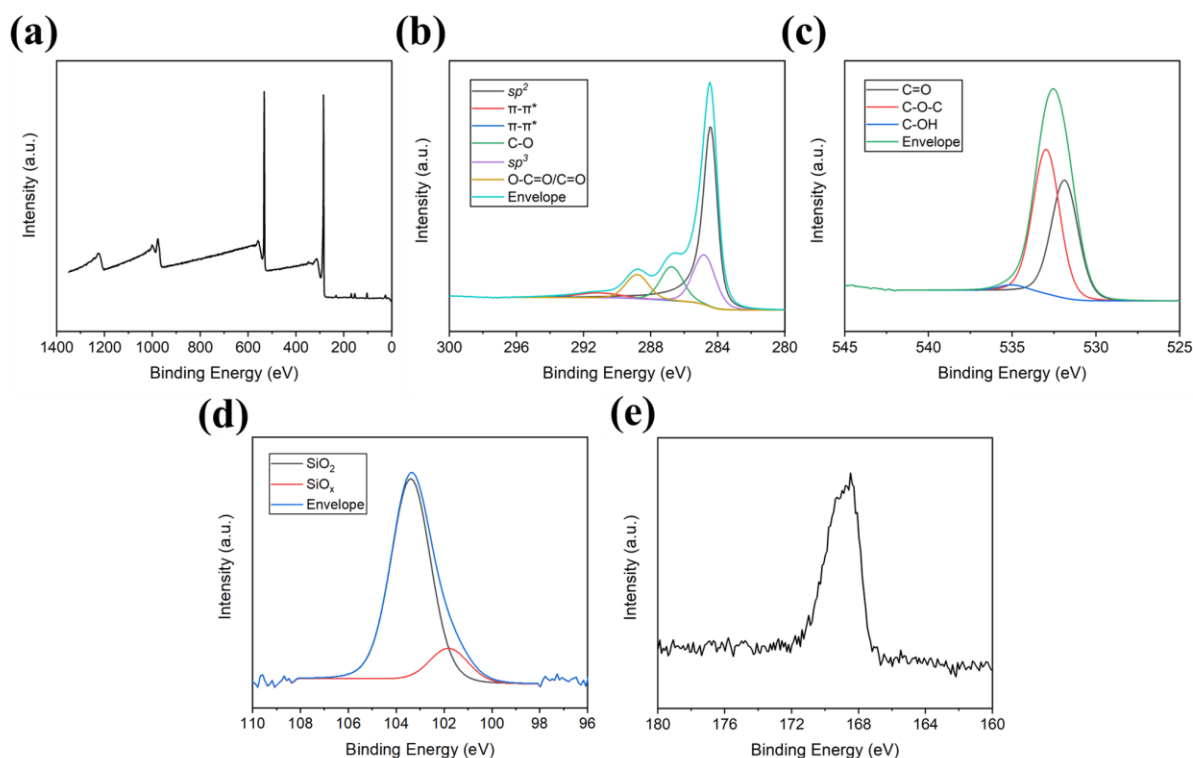 (a)
Intensity (a.u.)
1400 1200 1000 800 600 400 200 0
Binding Energy (eV)
(b)
sp²
π-π*
π-π*
C-O
sp³
O-C=O/C=O
Envelope
Intensity (a.u.)
300 296 292 288 284 280
Binding Energy (eV)
(c)
C=O
C-O-C
C-OH
Envelope
Intensity (a.u.)
545 540 535 530 525
Binding Energy (eV)
(d)
SiO₂
SiOₓ
Envelope
Intensity (a.u.)
110 108 106 104 102 100 98 96
Binding Energy (eV)
(e)
Intensity (a.u.)
180 176 172 168 164 160
Binding Energy (eV)